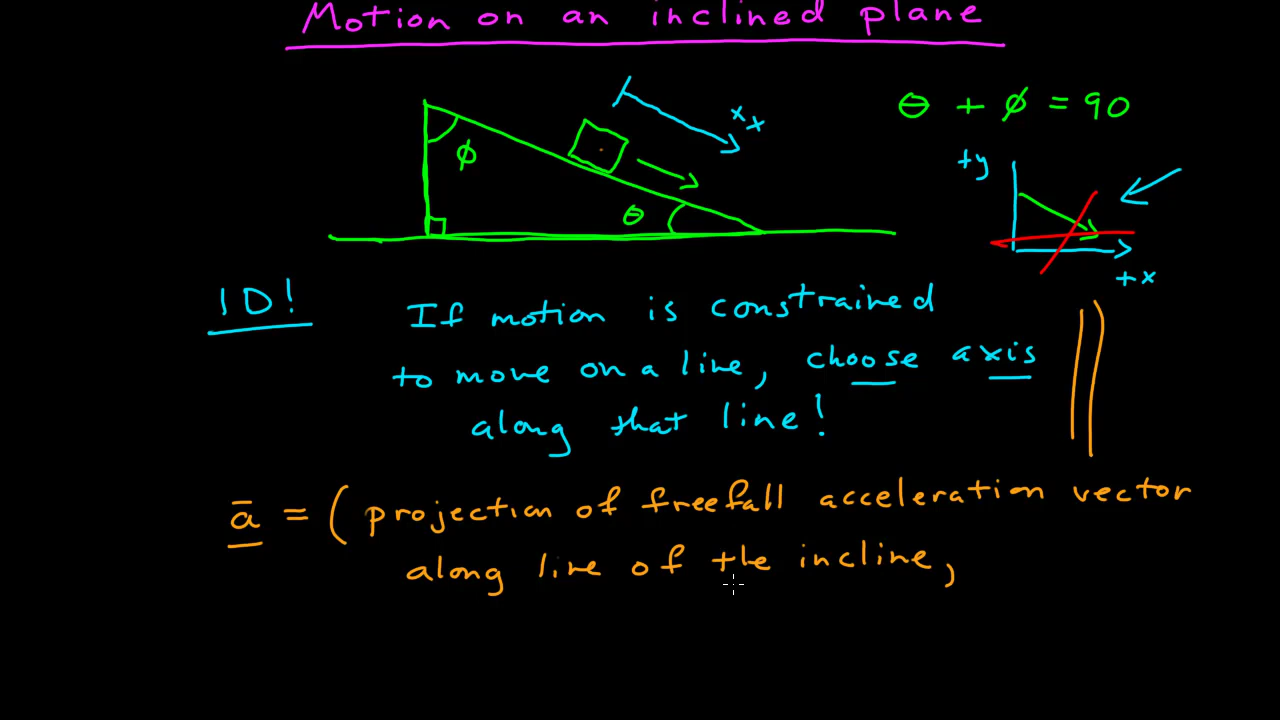 Motion on an inclined plane
θ + ϕ = 90
x
+
ϕ
+y
θ
+x
1D!
If motion is constrained
to move on a line, choose axis
along that line!
a̅ = ( projection of freefall acceleration vector
along line of the incline,